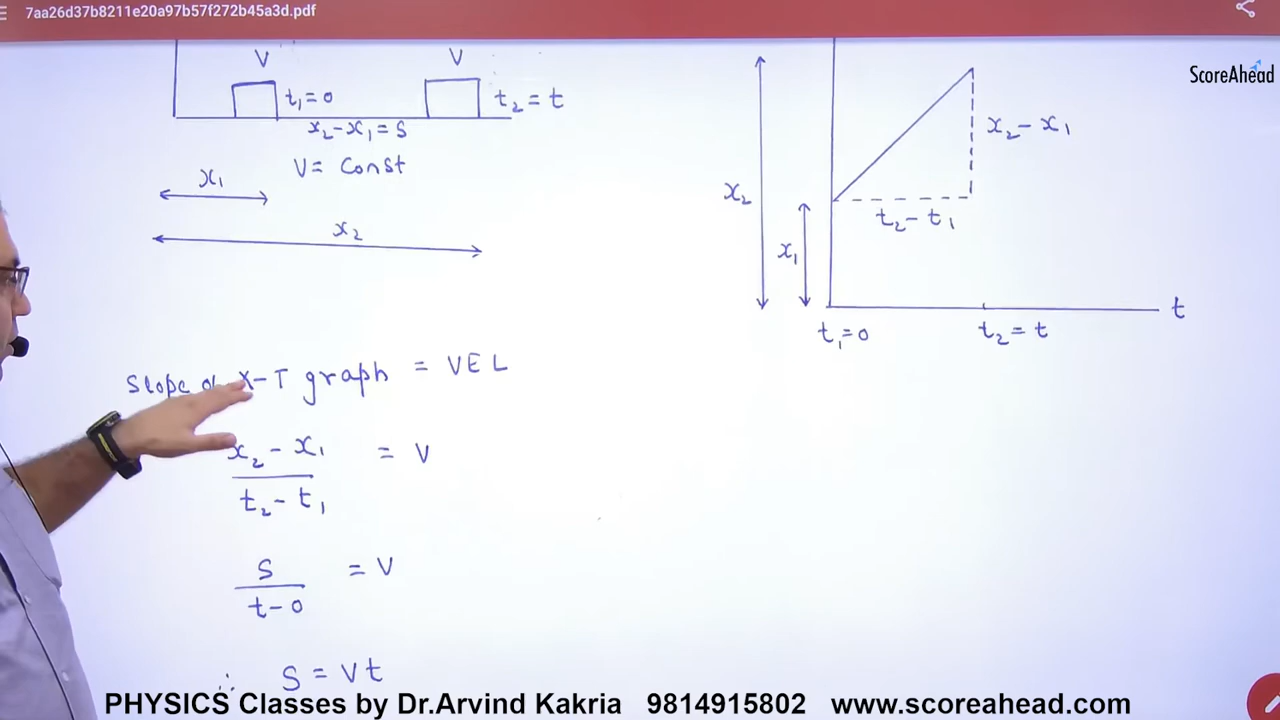 7aa26d37b8211e20a97b57f272b45a3d.pdf
ScoreAhead
V V
t₁=0 t₂=t
x₂-x₁=S
V= Const
x₁
x₂
x₂
x₁
x₂-x₁
t₂-t₁
t
t₁=0 t₂=t
Slope of X-T graph = VEL
x₂-x₁ = V
t₂-t₁
S = V
t-0
∴ S = Vt
PHYSICS Classes by Dr.Arvind Kakria 9814915802 www.scoreahead.com